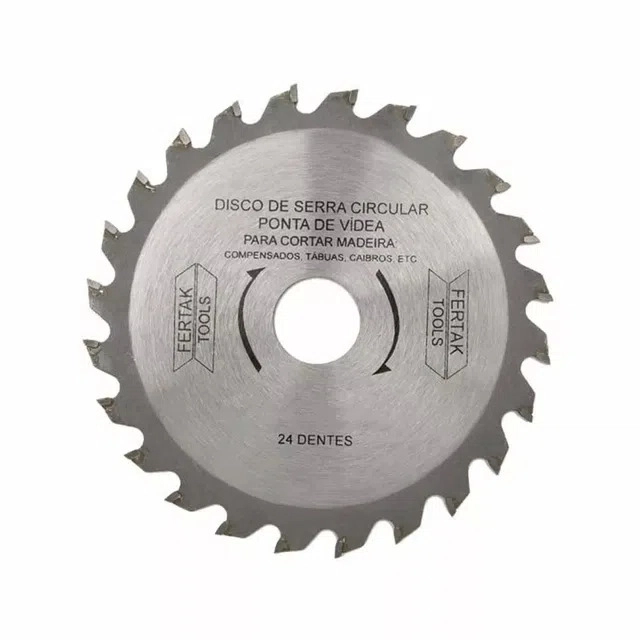 DISCO DE SERRA CIRCULAR
PONTA DE VÍDEA
PARA CORTAR MADEIRA:
COMPENSADOS, TÁBUAS, CAIBROS, ETC
FERTAK
TOOLS
FERTAK
TOOLS
24 DENTES